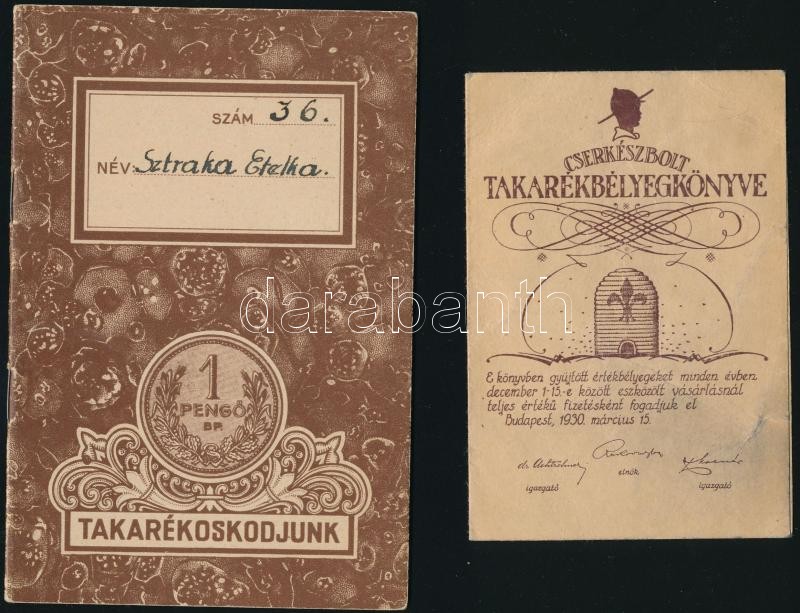 SZÁM 36.
NÉV: Sztraka Etelka.
1
PENGŐ
BP.
TAKARÉKOSKODJUNK
CSERKÉSZBOLT
TAKARÉKBÉLYEGKÖNYVE
E könyvben gyűjtött értékbélyegeket minden évben
december 1-15.-e között eszközölt vásárlásnál
teljes értékű fizetésként fogadjuk el
Budapest, 1930. március 15.
dr.
igazgató elnök igazgató
darabanth